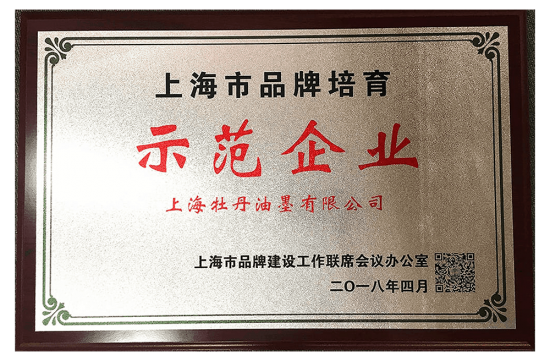 上海市品牌培育
示范企业
上海牡丹油墨有限公司
上海市品牌建设工作联席会议办公室
二〇一八年四月